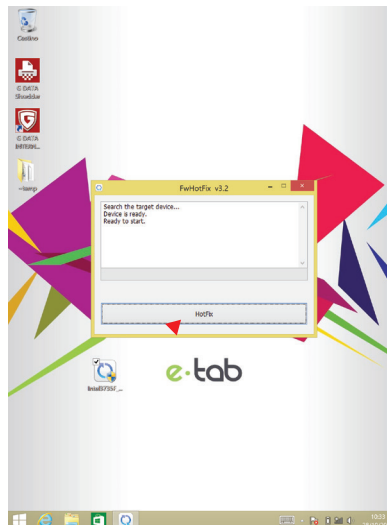 Cestino
G DATA
Shredder
G DATA
~temp
FwHotFix v3.2
Search the target device...
Device is ready.
Ready to start.
HotFix
e·tab
10:33